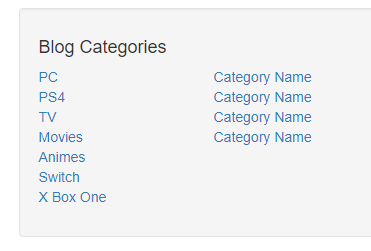 Blog Categories
PC
PS4
TV
Movies
Animes
Switch
X Box One
Category Name
Category Name
Category Name
Category Name